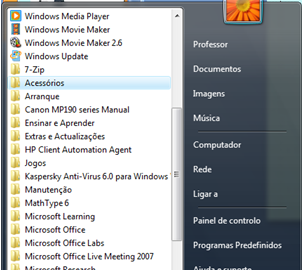 Windows Media Player
Windows Movie Maker
Windows Movie Maker 2.6
Windows Update
7-Zip
Acessórios
Arranque
Canon MP190 series Manual
Ensinar e Aprender
Extras e Actualizações
HP Client Automation Agent
Jogos
Kaspersky Anti-Virus 6.0 para Windows
Manutenção
MathType 6
Microsoft Learning
Microsoft Office
Microsoft Office Labs
Microsoft Office Live Meeting 2007
Microsoft Research
Professor
Documentos
Imagens
Música
Computador
Rede
Ligar a
Painel de controlo
Programas Predefinidos
Ajuda e suporte